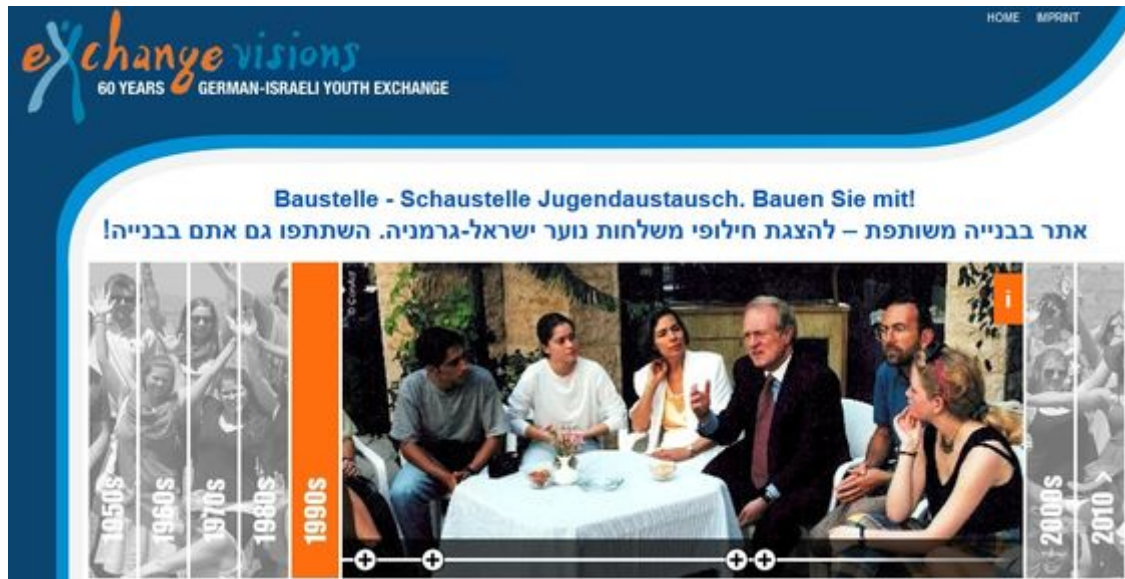 HOME IMPRINT
eXchange visions
60 YEARS GERMAN-ISRAELI YOUTH EXCHANGE
Baustelle - Schaustelle Jugendaustausch. Bauen Sie mit!
אתר בבנייה משותפת – להצגת חילופי משלחות נוער ישראל-גרמניה. השתתפו גם אתם בבנייה!
© ConAct
i
1950s
1960s
1970s
1980s
1990s
2000s
2010 >